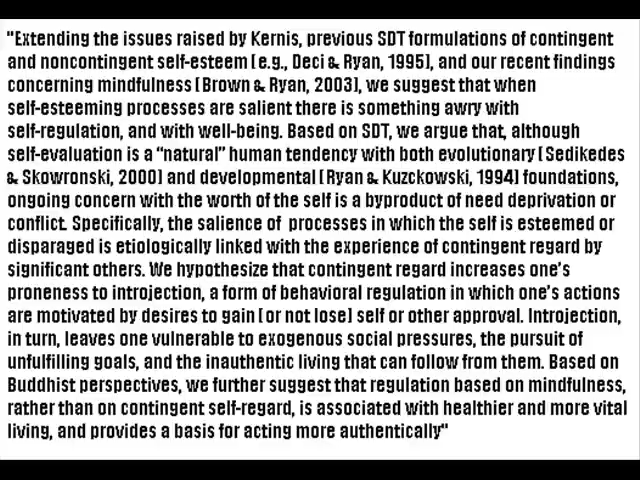 "Extending the issues raised by Kernis, previous SDT formulations of contingent
and noncontingent self-esteem (e.g., Deci & Ryan, 1995), and our recent findings
concerning mindfulness (Brown & Ryan, 2003), we suggest that when
self-esteeming processes are salient there is something awry with
self-regulation, and with well-being. Based on SDT, we argue that, although
self-evaluation is a “natural” human tendency with both evolutionary (Sedikedes
& Skowronski, 2000) and developmental (Ryan & Kuzckowski, 1994) foundations,
ongoing concern with the worth of the self is a byproduct of need deprivation or
conflict. Specifically, the salience of processes in which the self is esteemed or
disparaged is etiologically linked with the experience of contingent regard by
significant others. We hypothesize that contingent regard increases one’s
proneness to introjection, a form of behavioral regulation in which one’s actions
are motivated by desires to gain (or not lose) self or other approval. Introjection,
in turn, leaves one vulnerable to exogenous social pressures, the pursuit of
unfulfilling goals, and the inauthentic living that can follow from them. Based on
Buddhist perspectives, we further suggest that regulation based on mindfulness,
rather than on contingent self-regard, is associated with healthier and more vital
living, and provides a basis for acting more authentically"